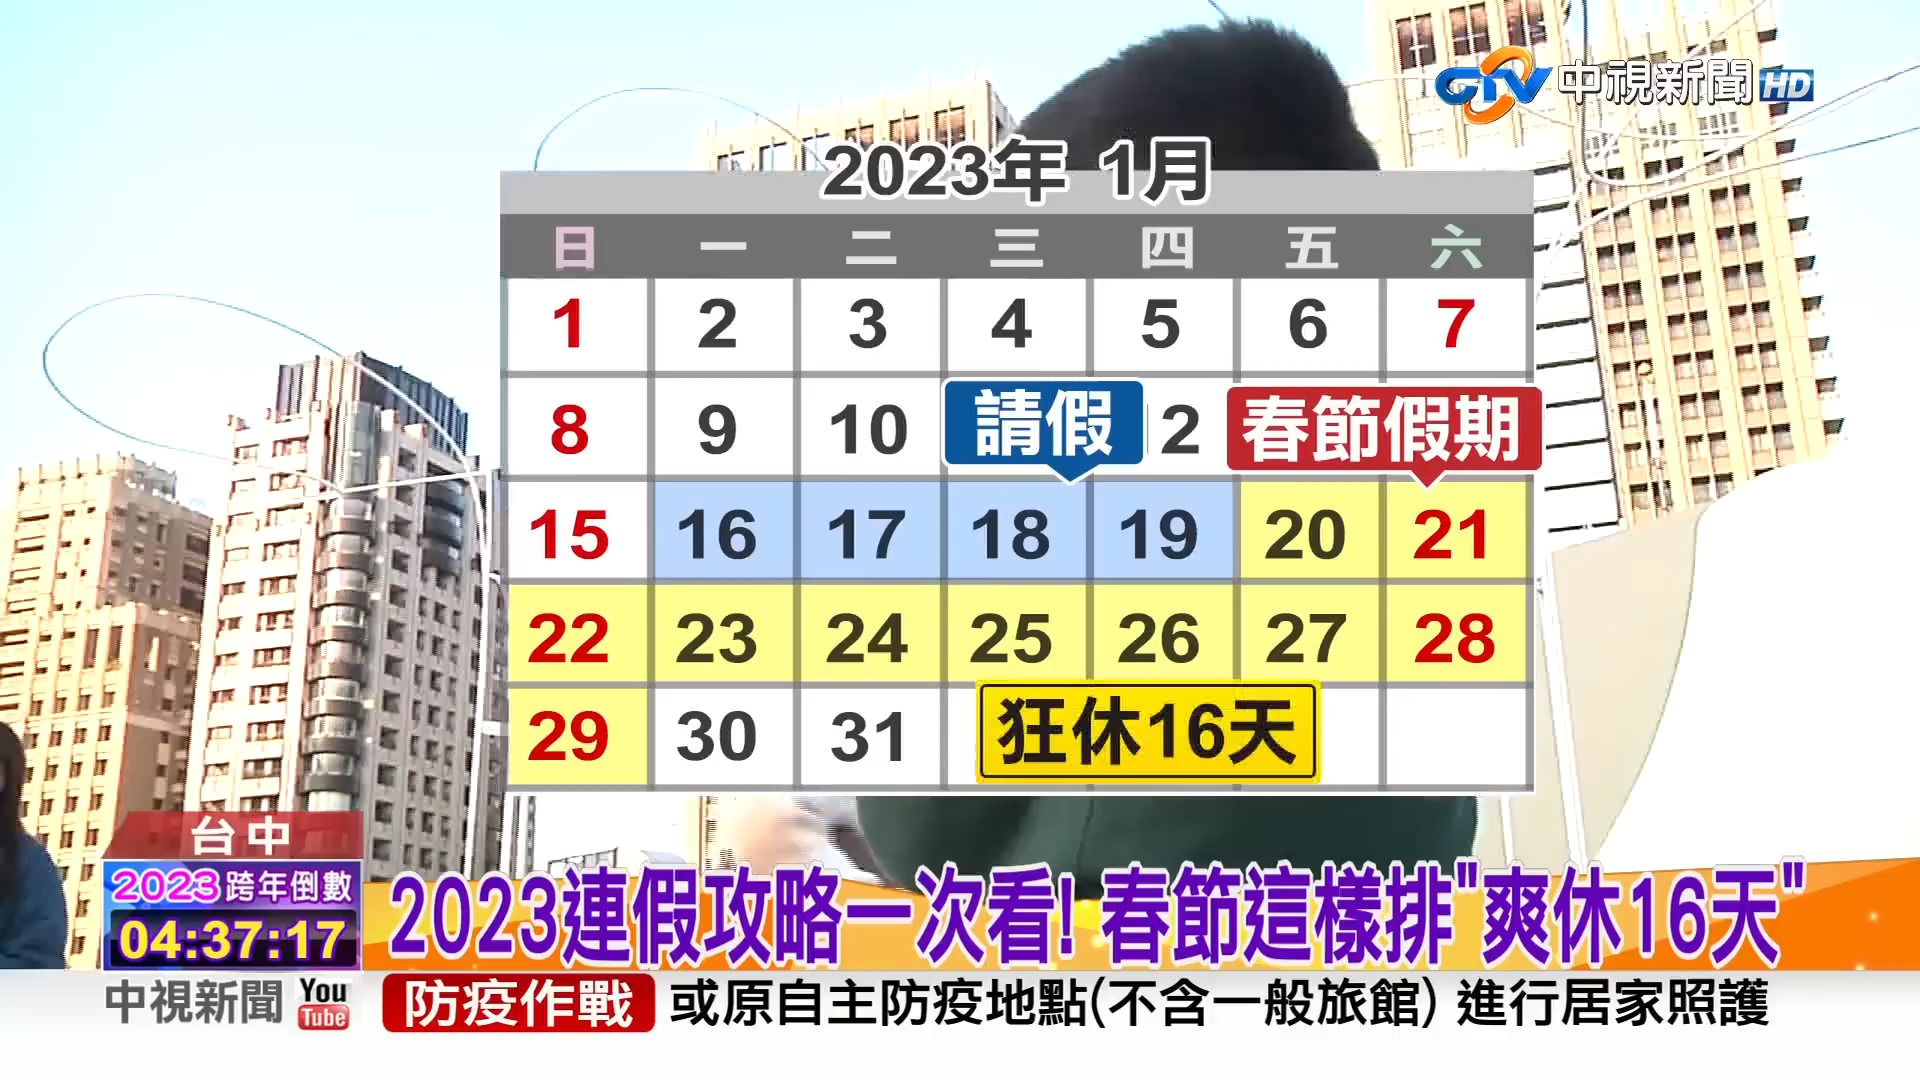 CTV中視新聞HD
2023年 1月
日 一 二 三 四 五 六
1 2 3 4 5 6 7
8 9 10 請假 12 春節假期
15 16 17 18 19 20 21
22 23 24 25 26 27 28
29 30 31 狂休16天
台中
2023跨年倒數
04:37:17
2023連假攻略一次看! 春節這樣排"爽休16天"
中視新聞 YouTube 防疫作戰 或原自主防疫地點(不含一般旅館) 進行居家照護